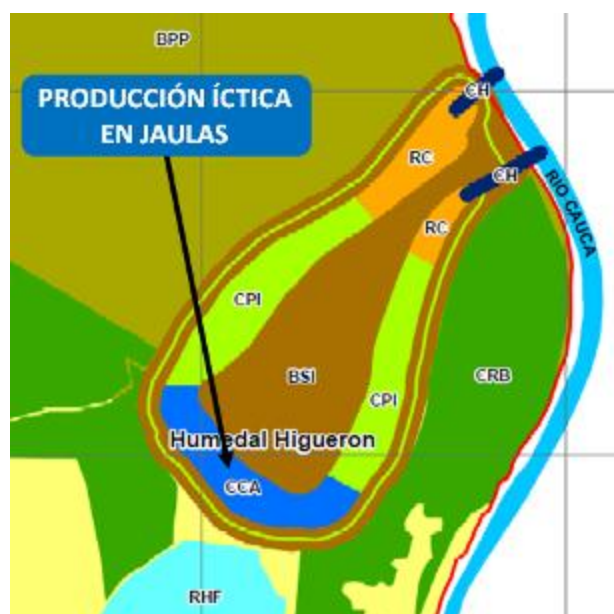 BPP
PRODUCCIÓN ÍCTICA
EN JAULAS
CH
RC
CH
RIO CAUCA
RC
CPI
BSI
CRB
CPI
Humedal Higueron
CCA
RHF